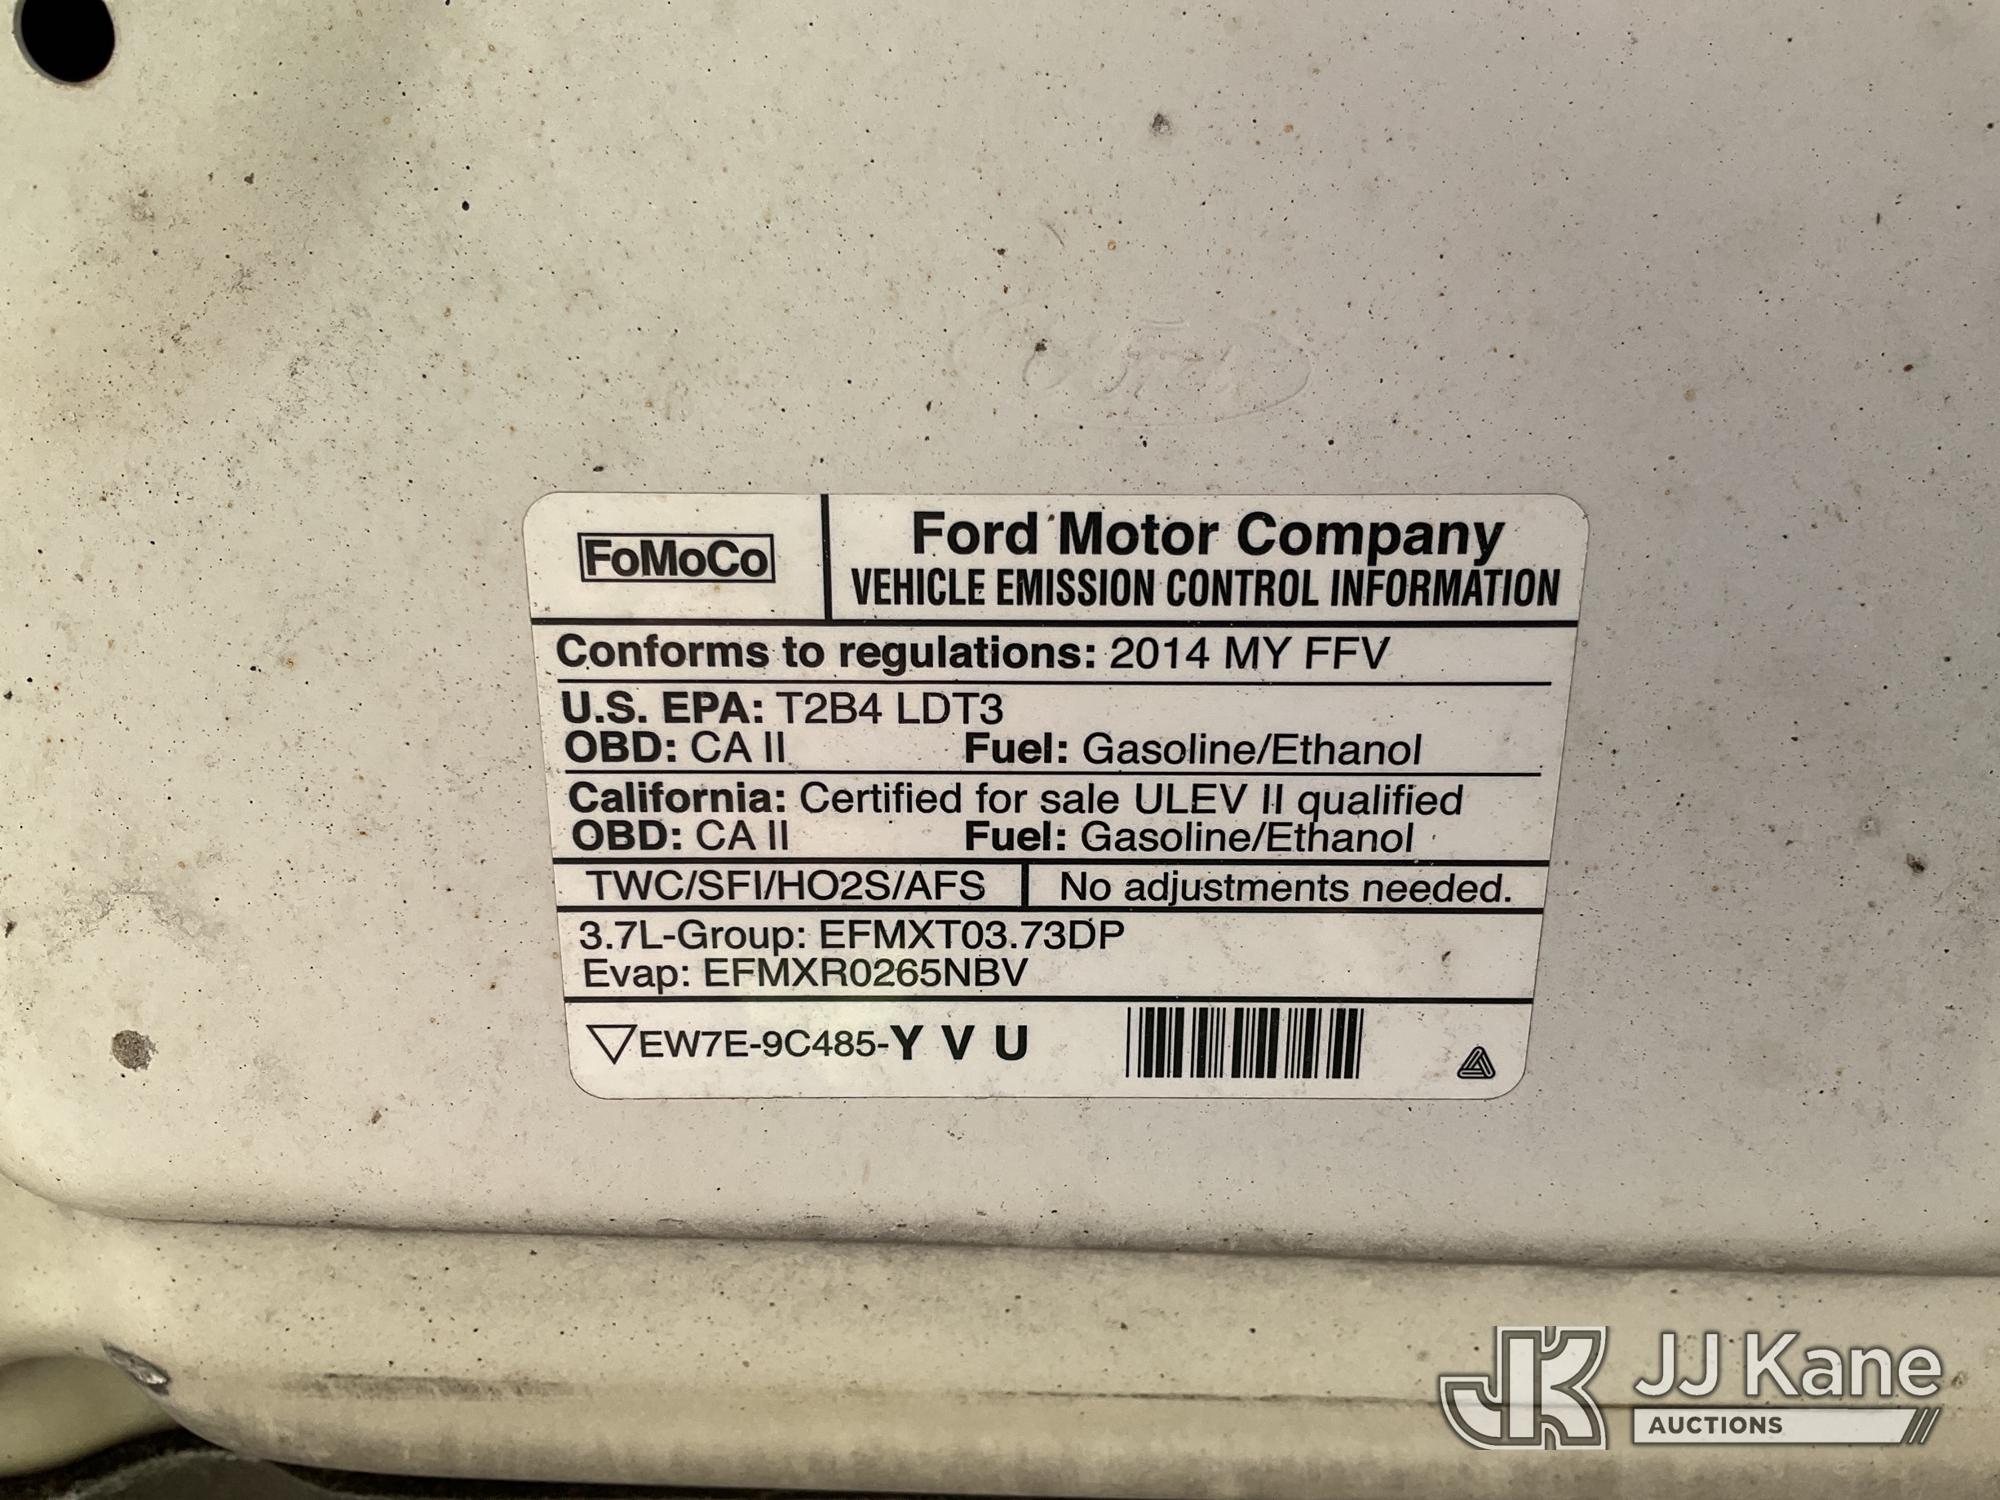 Ford
FoMoCo
Ford Motor Company
VEHICLE EMISSION CONTROL INFORMATION
Conforms to regulations: 2014 MY FFV
U.S. EPA: T2B4 LDT3
OBD: CA II Fuel: Gasoline/Ethanol
California: Certified for sale ULEV II qualified
OBD: CA II Fuel: Gasoline/Ethanol
TWC/SFI/HO2S/AFS No adjustments needed.
3.7L-Group: EFMXT03.73DP
Evap: EFMXR0265NBV
EW7E-9C485-Y V U
JK JJ Kane
AUCTIONS